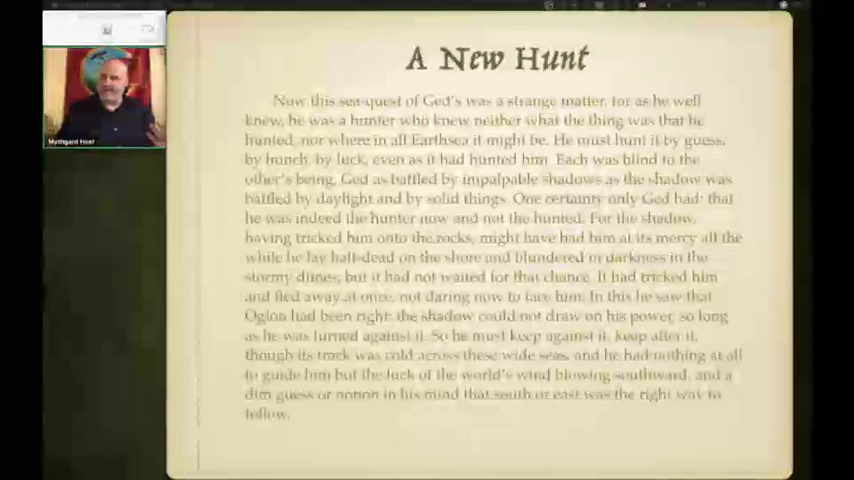 A New Hunt
Now this sea-quest of Ged's was a strange matter, for as he well
knew, he was a hunter who knew neither what the thing was that he
hunted, nor where in all Earthsea it might be. He must hunt it by guess,
by hunch, by luck, even as it had hunted him. Each was blind to the
other's being, Ged as baffled by impalpable shadows as the shadow was
baffled by daylight and by solid things. One certainty only Ged had: that
he was indeed the hunter now and not the hunted. For the shadow,
having tricked him onto the rocks, might have had him at its mercy all the
while he lay half-dead on the shore and blundered in darkness in the
stormy dunes; but it had not waited for that chance. It had tricked him
and fled away at once, not daring now to face him. In this he saw that
Ogion had been right: the shadow could not draw on his power, so long
as he was turned against it. So he must keep against it, keep after it,
though its track was cold across these wide seas, and he had nothing at all
to guide him but the luck of the world's wind blowing southward, and a
dim guess or notion in his mind that south or east was the right way to
follow.
Mythgard Host